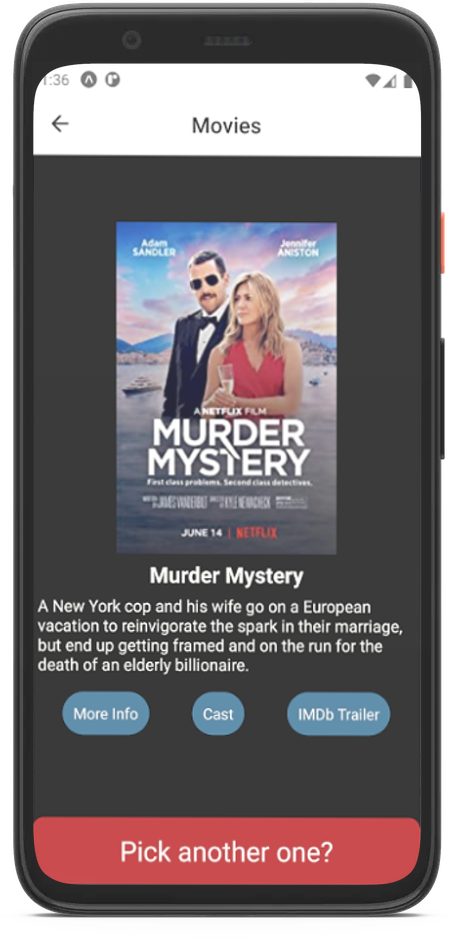 1:36
Movies
Adam
SANDLER
Jennifer
ANISTON
A NETFLIX FILM
MURDER
MYSTERY
First class problems. Second class detectives.
JAMES VANDERBILT KYLE NEWACHECK
JUNE 14 | NETFLIX
Murder Mystery
A New York cop and his wife go on a European
vacation to reinvigorate the spark in their marriage,
but end up getting framed and on the run for the
death of an elderly billionaire.
More Info
Cast
IMDb Trailer
Pick another one?